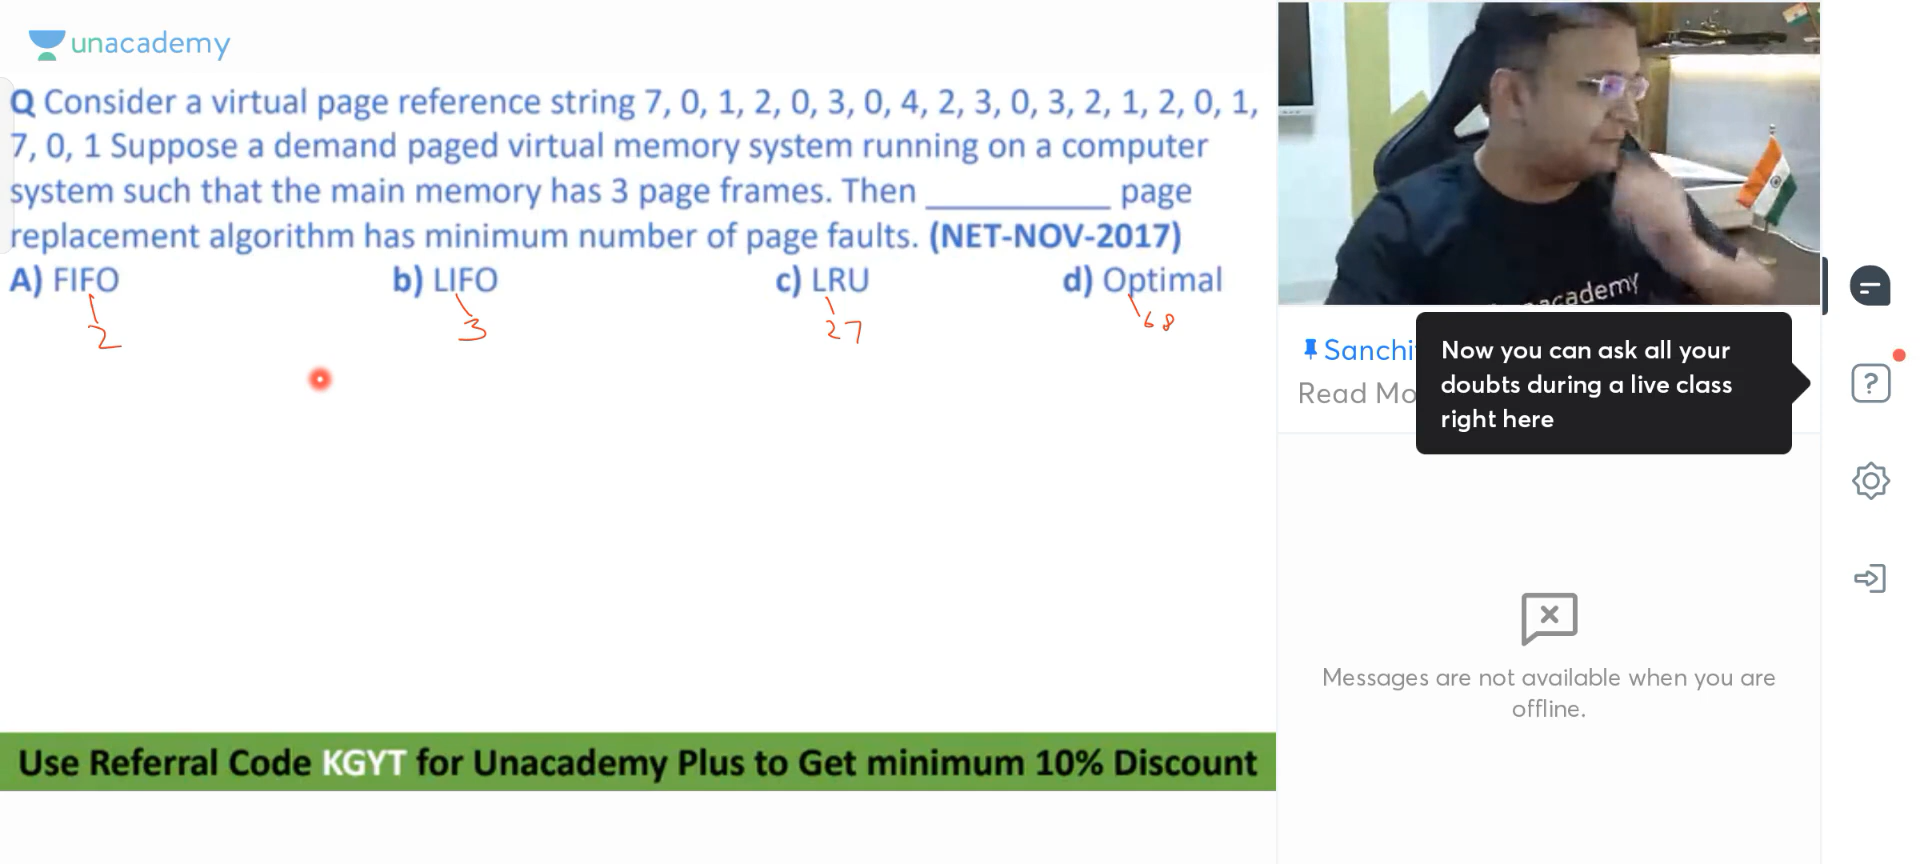 unacademy
Q Consider a virtual page reference string 7, 0, 1, 2, 0, 3, 0, 4, 2, 3, 0, 3, 2, 1, 2, 0, 1,
7, 0, 1 Suppose a demand paged virtual memory system running on a computer
system such that the main memory has 3 page frames. Then __________ page
replacement algorithm has minimum number of page faults. (NET-NOV-2017)
A) FIFO b) LIFO c) LRU d) Optimal
2 3 27 68
Use Referral Code KGYT for Unacademy Plus to Get minimum 10% Discount
nacademy
Sanchi
Read Mo
Now you can ask all your
doubts during a live class
right here
Messages are not available when you are
offline.